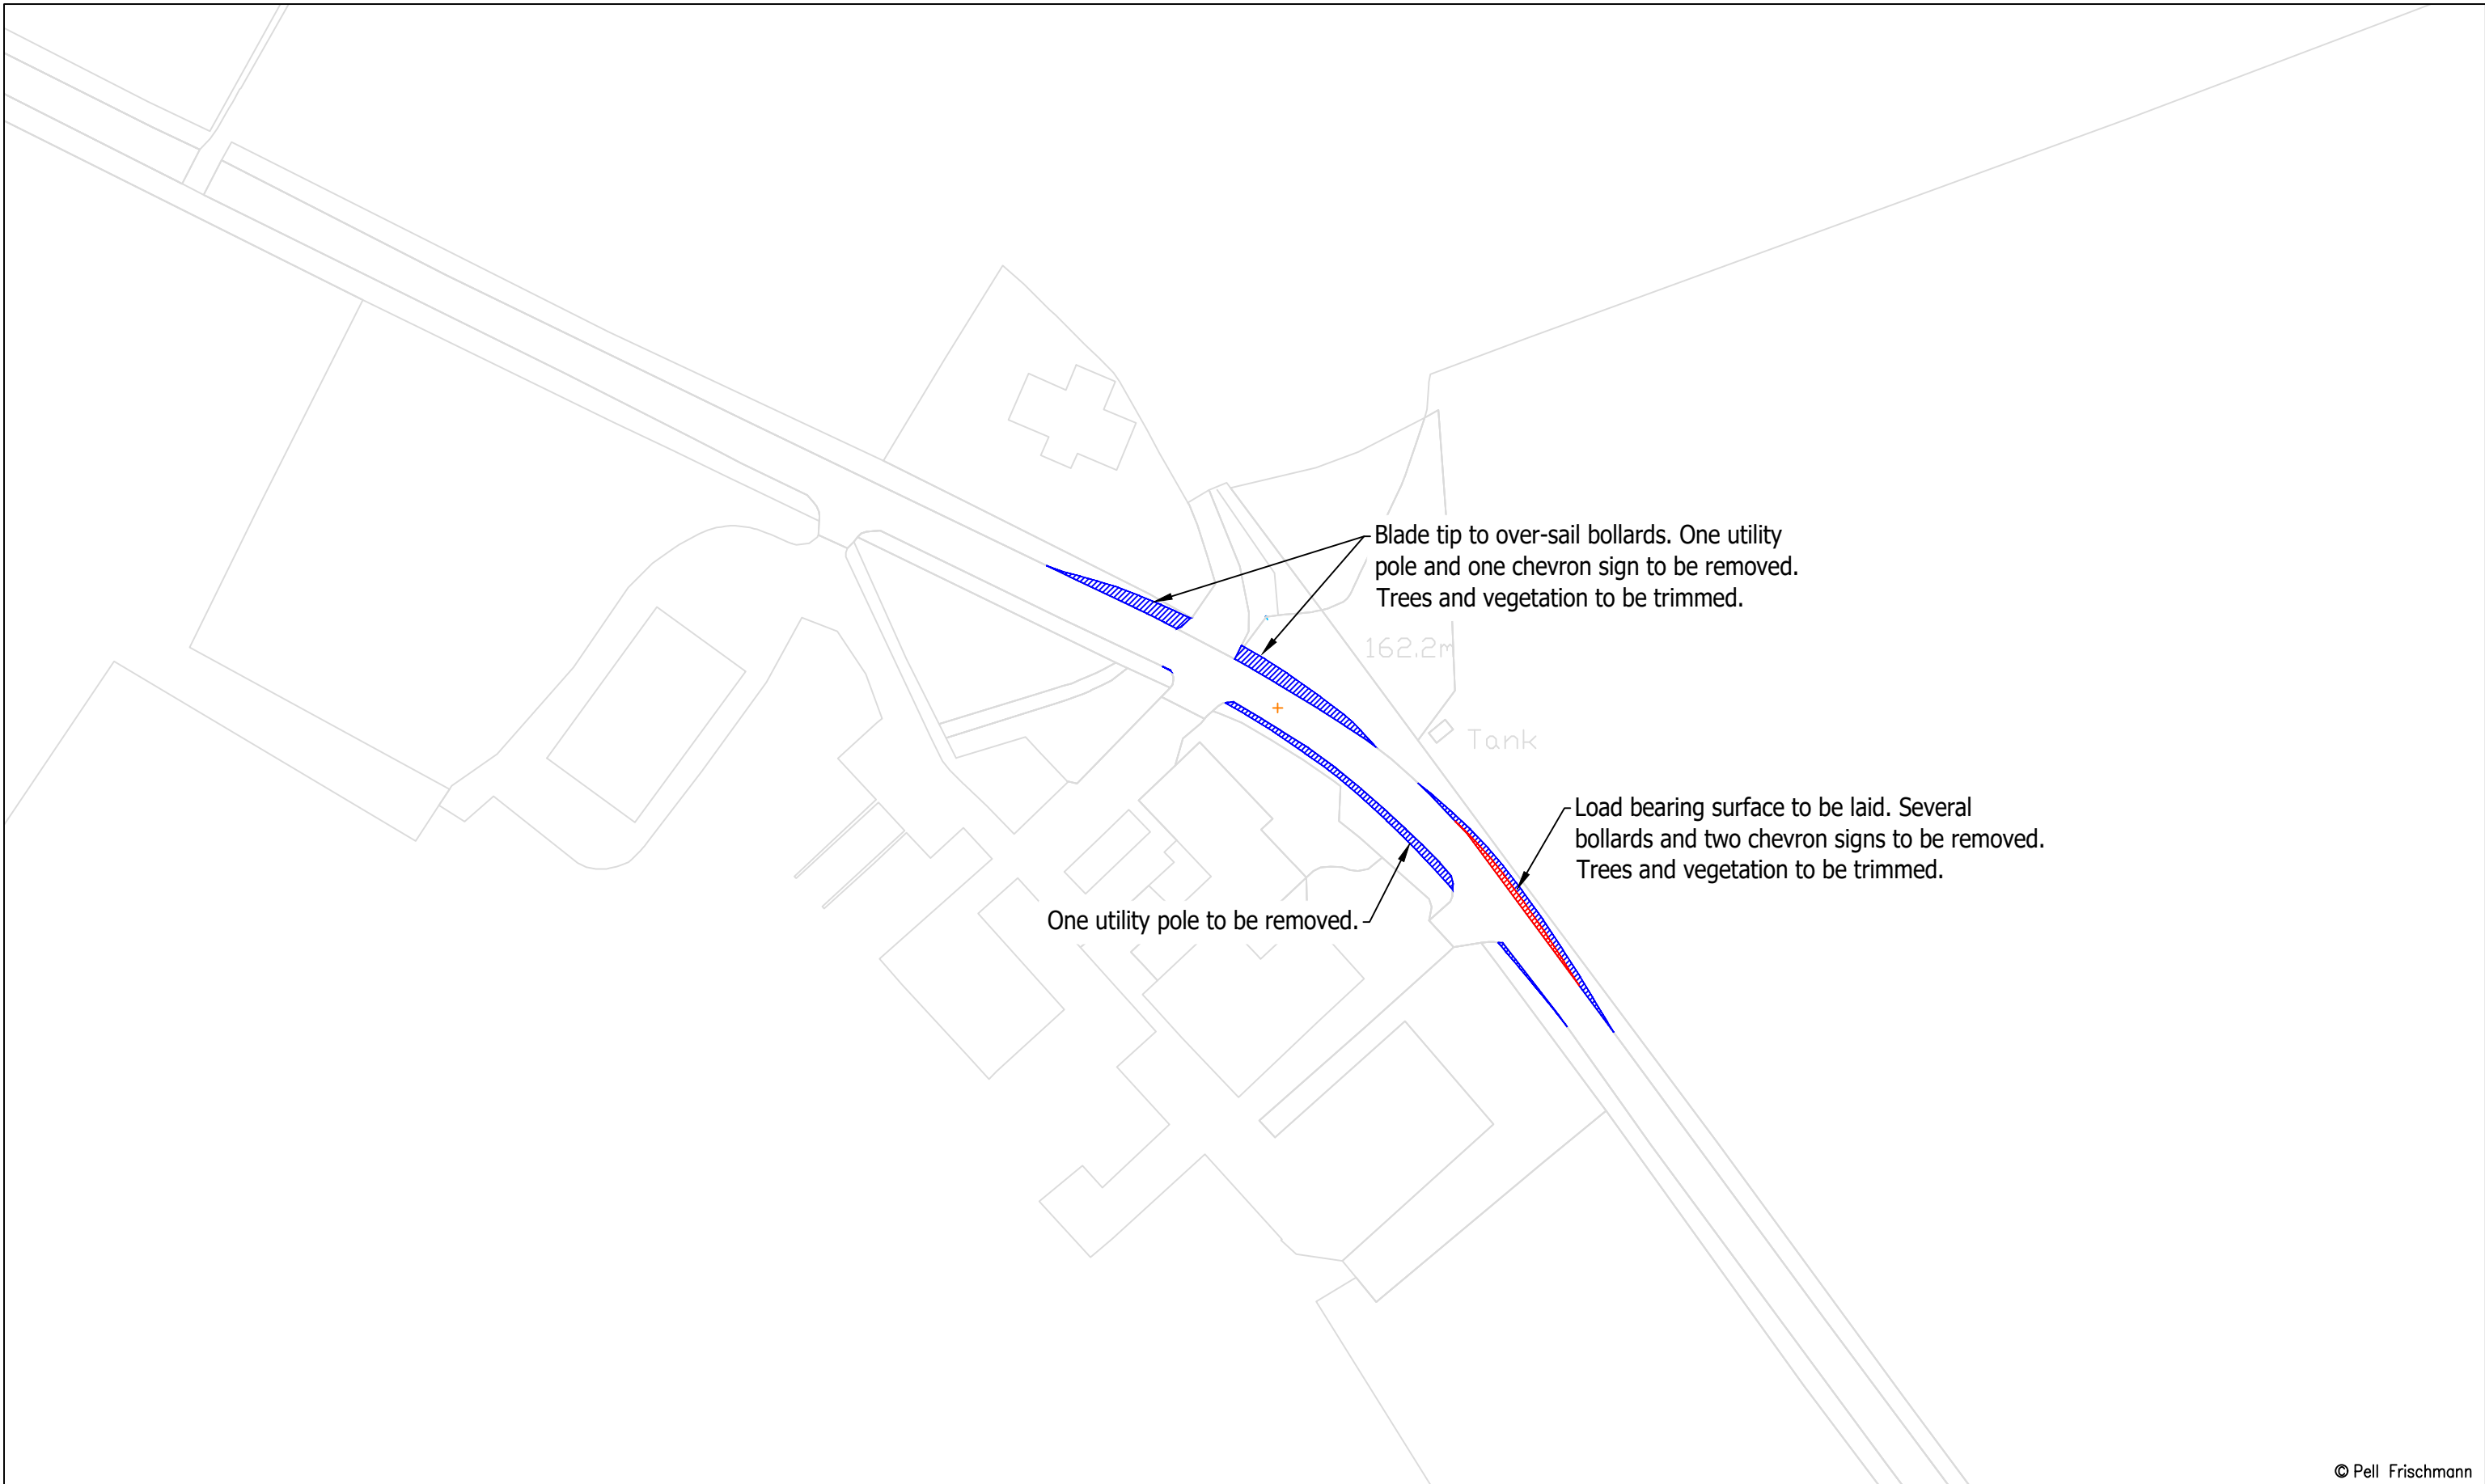 Blade tip to over-sail bollards. One utility
pole and one chevron sign to be removed.
Trees and vegetation to be trimmed.
162.2m
Tank
Load bearing surface to be laid. Several
bollards and two chevron signs to be removed.
Trees and vegetation to be trimmed.
One utility pole to be removed.
© Pell Frischmann